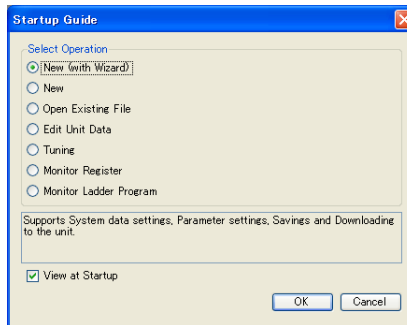 Startup Guide
Select Operation
New (with Wizard)
New
Open Existing File
Edit Unit Data
Tuning
Monitor Register
Monitor Ladder Program
Supports System data settings, Parameter settings, Savings and Downloading
to the unit.
View at Startup
OK Cancel